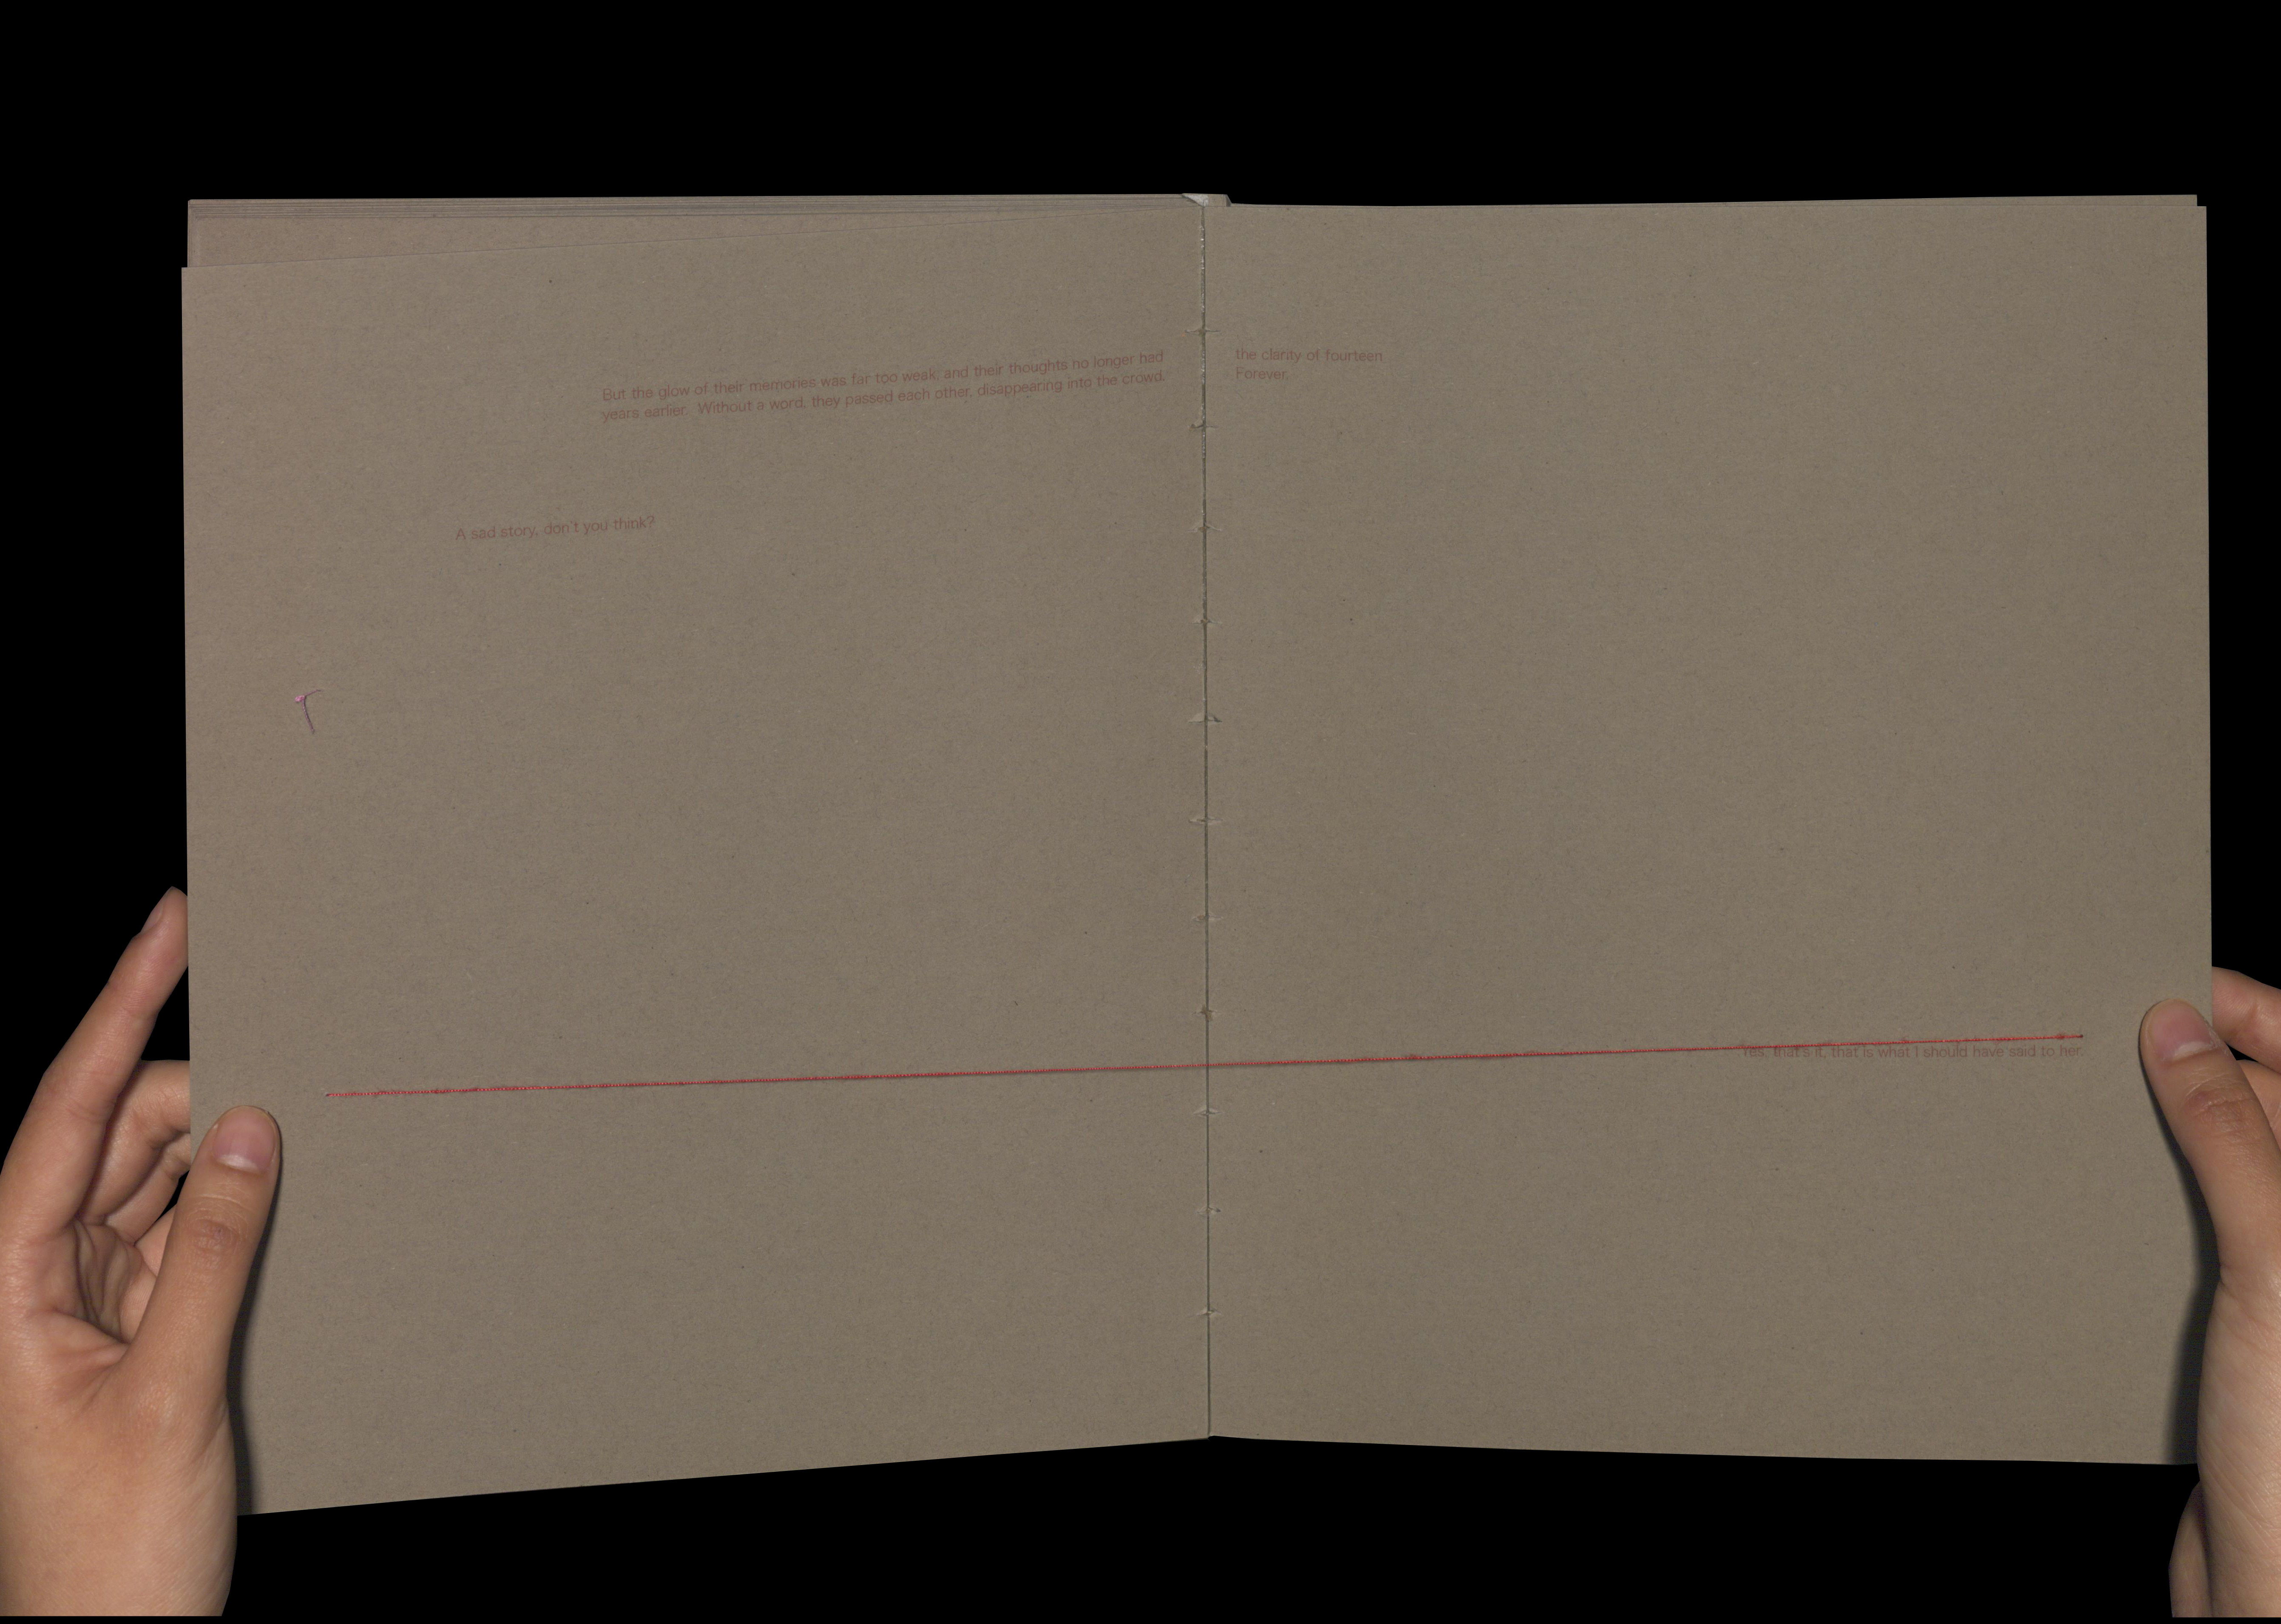 But the glow of their memories was far too weak, and their thoughts no longer had the clarity of fourteen
years earlier. Without a word, they passed each other, disappearing into the crowd. Forever.
A sad story, don't you think?
Yes, that's it, that is what I should have said to her.